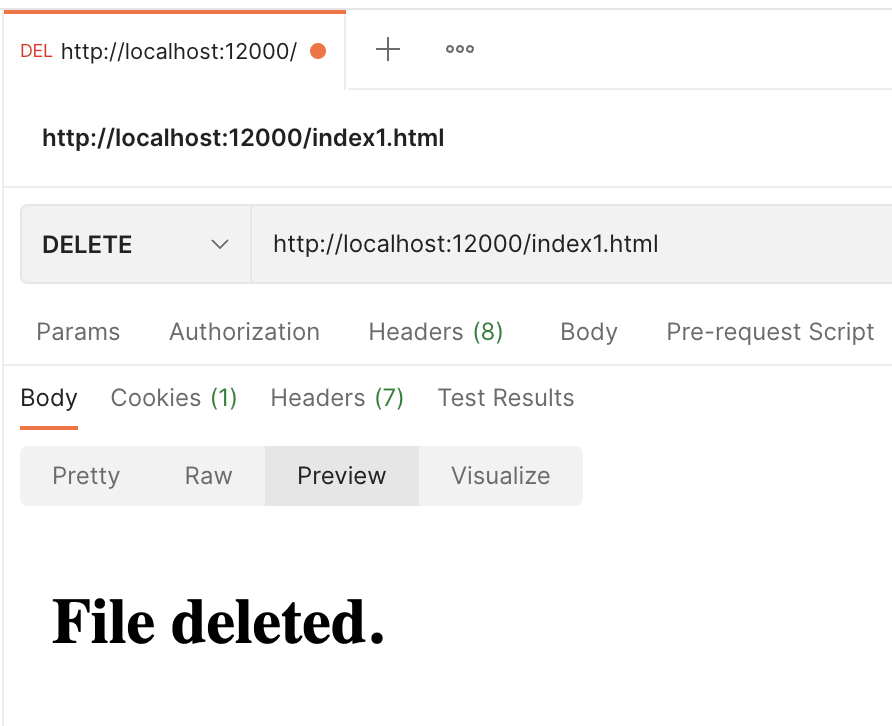 DEL http://localhost:12000/
http://localhost:12000/index1.html
DELETE http://localhost:12000/index1.html
Params Authorization Headers (8) Body Pre-request Script
Body Cookies (1) Headers (7) Test Results
Pretty Raw Preview Visualize
File deleted.